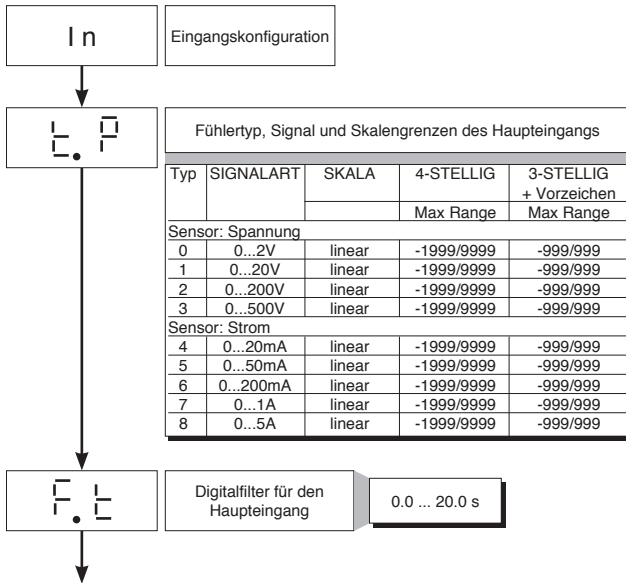 In
Eingangskonfiguration
t.P
Fühlertyp, Signal und Skalengrenzen des Haupteingangs
Typ SIGNALART SKALA 4-STELLIG 3-STELLIG
+ Vorzeichen
Max Range Max Range
Sensor: Spannung
0 0...2V linear -1999/9999 -999/999
1 0...20V linear -1999/9999 -999/999
2 0...200V linear -1999/9999 -999/999
3 0...500V linear -1999/9999 -999/999
Sensor: Strom
4 0...20mA linear -1999/9999 -999/999
5 0...50mA linear -1999/9999 -999/999
6 0...200mA linear -1999/9999 -999/999
7 0...1A linear -1999/9999 -999/999
8 0...5A linear -1999/9999 -999/999
F.t
Digitalfilter für den
Haupteingang
0.0 ... 20.0 s